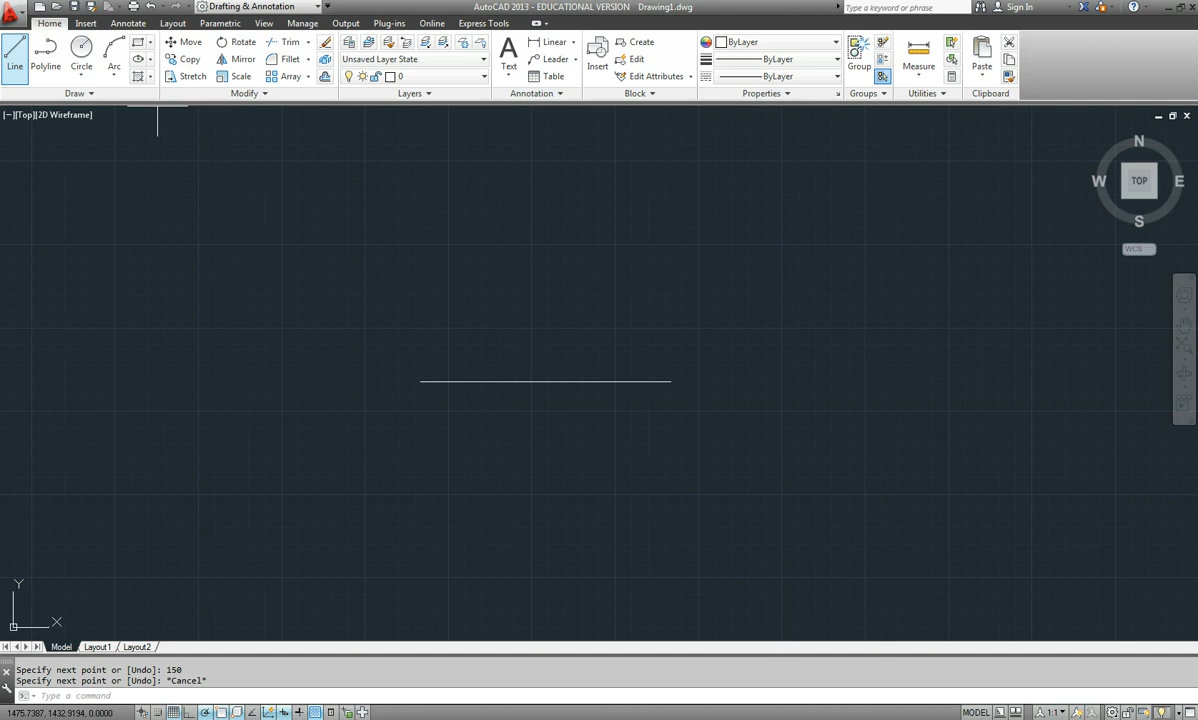 Drafting & Annotation
AutoCAD 2013 - EDUCATIONAL VERSION Drawing1.dwg
Type a keyword or phrase
Sign In
Home Insert Annotate Layout Parametric View Manage Output Plug-ins Online Express Tools
Line Polyline Circle Arc
Draw
Move Rotate Trim
Copy Mirror Fillet
Stretch Scale Array
Modify
Unsaved Layer State
0
Layers
Text
Linear
Leader
Table
Annotation
Insert
Create
Edit
Edit Attributes
Block
ByLayer
ByLayer
ByLayer
Properties
Group
Groups
Measure
Utilities
Paste
Clipboard
[−][Top][2D Wireframe]
N
W TOP E
S
WCS
Y
X
Model Layout1 Layout2
Specify next point or [Undo]: 150
Specify next point or [Undo]: *Cancel*
Type a command
1475.7387, 1432.9194, 0.0000
MODEL
1:1